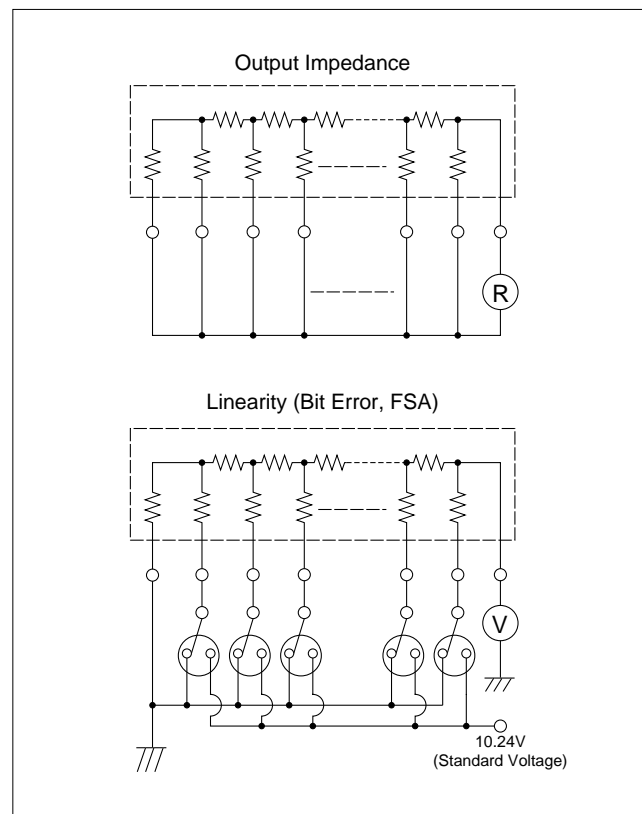 Output Impedance
R
Linearity (Bit Error, FSA)
V
10.24V
(Standard Voltage)